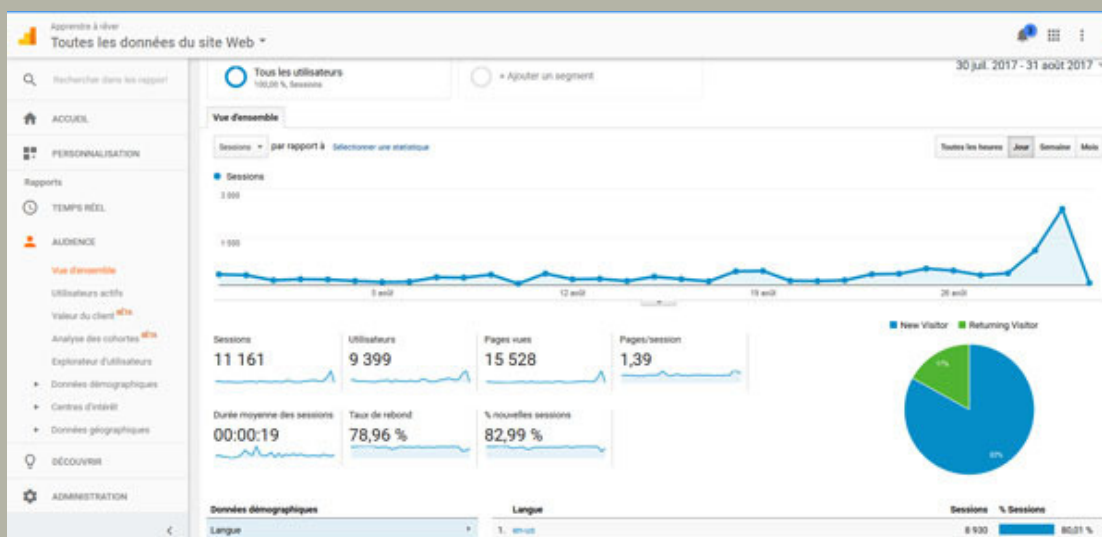 Apprendre à rêver
Toutes les données du site Web
Rechercher dans les rapport
Tous les utilisateurs
100,00 %, Sessions
+ Ajouter un segment
30 juil. 2017 - 31 août 2017
ACCUEIL
PERSONNALISATION
Rapports
TEMPS RÉEL
AUDIENCE
Vue d'ensemble
Utilisateurs actifs
Valeur du client BÊTA
Analyse des cohortes BÊTA
Explorateur d'utilisateurs
Données démographiques
Centres d'intérêt
Données géographiques
DÉCOUVRIR
ADMINISTRATION
Vue d'ensemble
Sessions par rapport à Sélectionner une statistique
Toutes les heures Jour Semaine Mois
Sessions
3 000
1 500
5 août 12 août 19 août 26 août
New Visitor Returning Visitor
Sessions
11 161
Utilisateurs
9 399
Pages vues
15 528
Pages/session
1,39
Durée moyenne des sessions
00:00:19
Taux de rebond
78,96 %
% nouvelles sessions
82,99 %
17%
83%
Données démographiques
Langue
Langue Sessions % Sessions
1. en-us 8 930 80,01 %